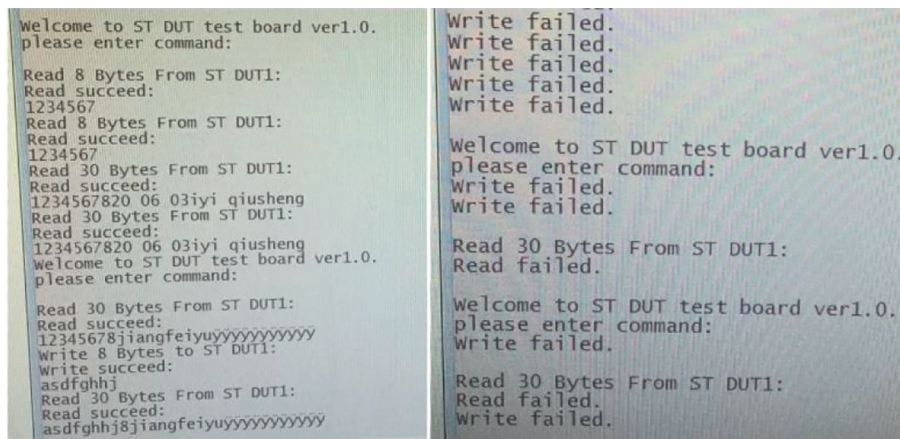 Welcome to ST DUT test board ver1.0.
please enter command:
Read 8 Bytes From ST DUT1:
Read succeed:
1234567
Read 8 Bytes From ST DUT1:
Read succeed:
1234567
Read 30 Bytes From ST DUT1:
Read succeed:
1234567820 06 03iyi qiusheng
Read 30 Bytes From ST DUT1:
Read succeed:
1234567820 06 03iyi qiusheng
Welcome to ST DUT test board ver1.0.
please enter command:
Read 30 Bytes From ST DUT1:
Read succeed:
12345678jiangfeiyuÿÿÿÿÿÿÿÿÿÿÿÿ
Write 8 Bytes to ST DUT1:
Write succeed:
asdfghhj
Read 30 Bytes From ST DUT1:
Read succeed:
asdfghhj8jiangfeiyuÿÿÿÿÿÿÿÿÿÿÿ
Write failed.
Write failed.
Write failed.
Write failed.
Write failed.
Welcome to ST DUT test board ver1.0.
please enter command:
Write failed.
Write failed.
Read 30 Bytes From ST DUT1:
Read failed.
Welcome to ST DUT test board ver1.0.
please enter command:
Write failed.
Read 30 Bytes From ST DUT1:
Read failed.
Write failed.